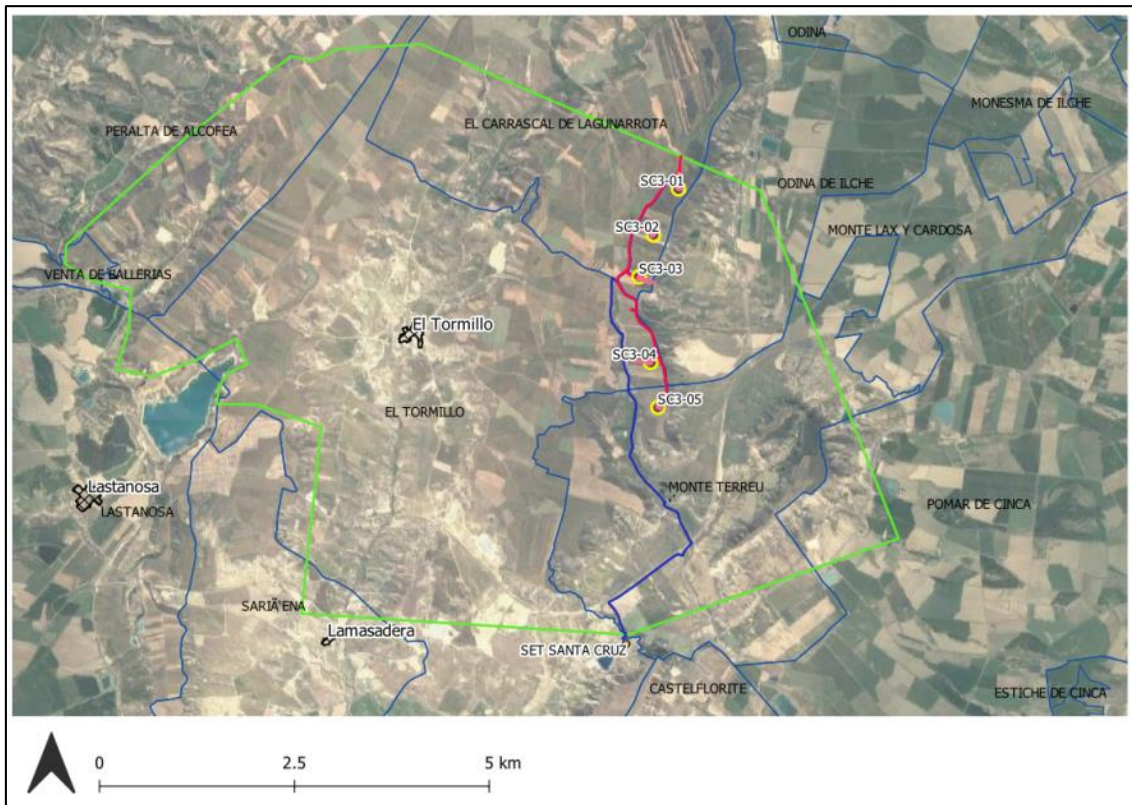 ODINA
MONESMA DE ILCHE
PERALTA DE ALCOFEA
EL CARRASCAL DE LAGUNARROTA
SC3-01
ODINA DE ILCHE
SC3-02
MONTE LAX Y CARDOSA
VENTA DE BALLERIAS
SC3-03
El Tormillo
SC3-04
SC3-05
EL TORMILLO
Lastanosa
MONTE TERREU
LASTANOSA
POMAR DE CINCA
SARIÃ'ENA
Lamasadera
SET SANTA CRUZ
CASTELFLORITE
ESTICHE DE CINCA
0 2.5 5 km